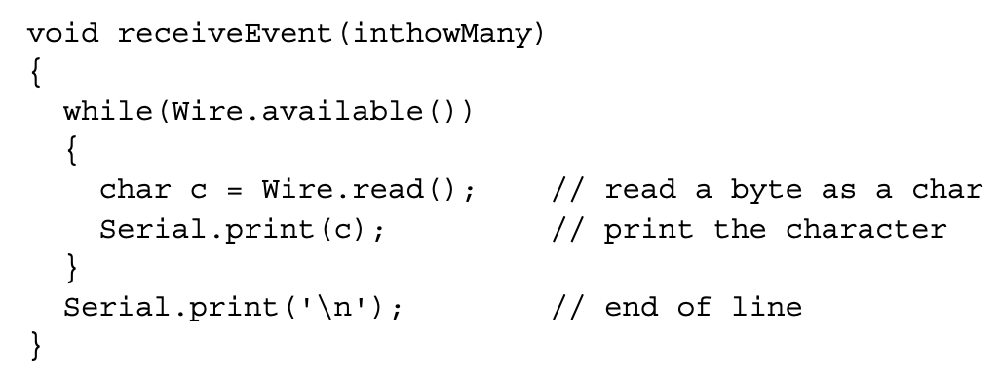 void receiveEvent(inthowMany)
{
  while(Wire.available())
  {
    char c = Wire.read();    // read a byte as a char
    Serial.print(c);         // print the character
  }
  Serial.print('\n');        // end of line
}